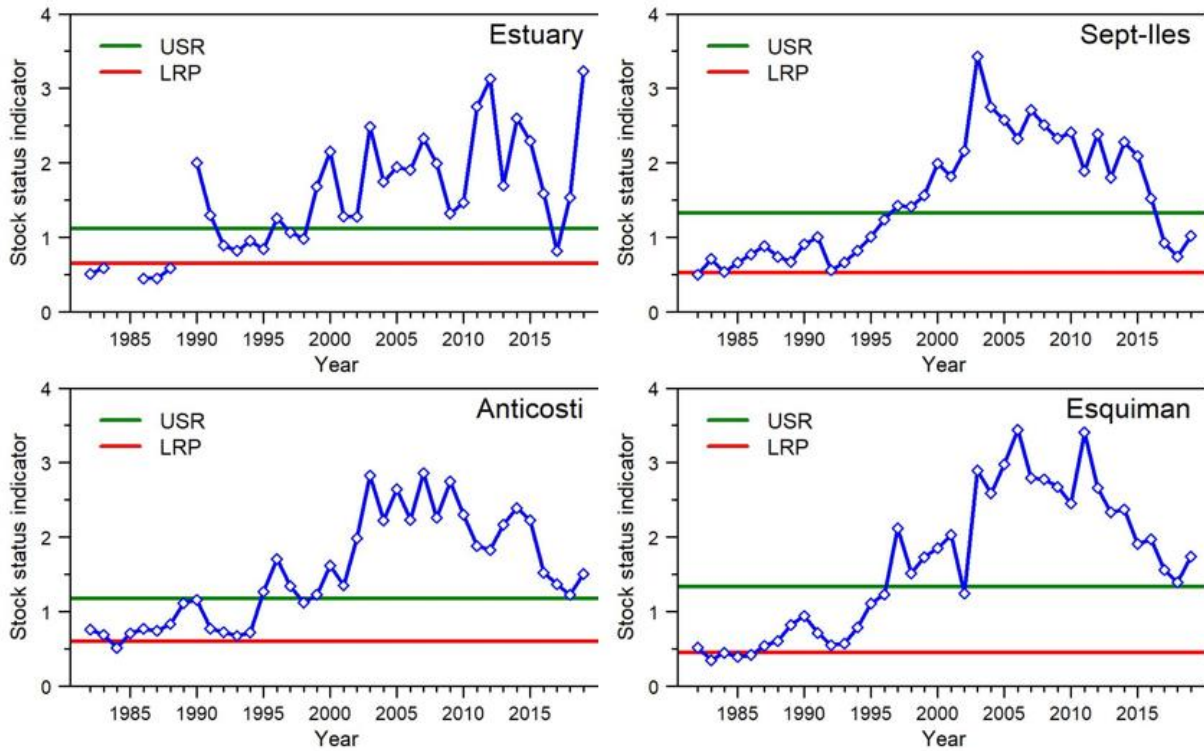 Estuary
USR
LRP
Stock status indicator
4
3
2
1
0
1985 1990 1995 2000 2005 2010 2015
Year
Sept-Iles
USR
LRP
Stock status indicator
4
3
2
1
0
1985 1990 1995 2000 2005 2010 2015
Year
Anticosti
USR
LRP
Stock status indicator
4
3
2
1
0
1985 1990 1995 2000 2005 2010 2015
Year
Esquiman
USR
LRP
Stock status indicator
4
3
2
1
0
1985 1990 1995 2000 2005 2010 2015
Year